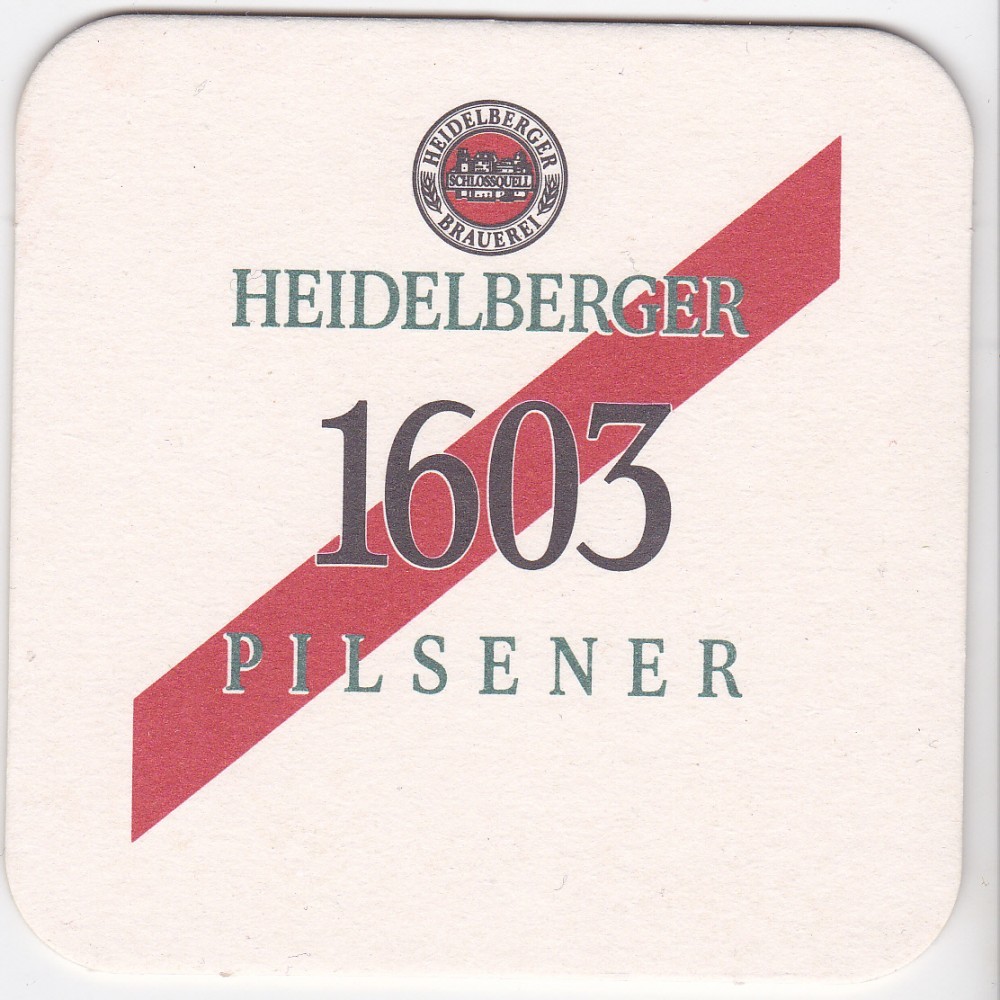 HEIDELBERGER
SCHLOSSQUELL
BRAUEREI
HEIDELBERGER
1603
PILSENER